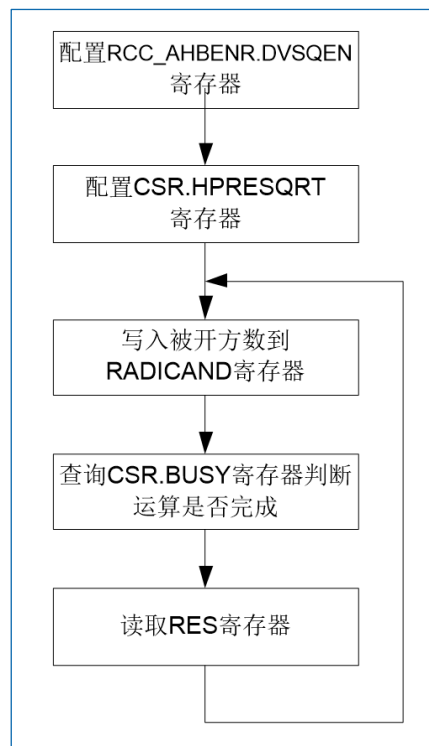 配置RCC_AHBENR.DVSQEN
寄存器
配置CSR.HPRESQRT
寄存器
写入被开方数到
RADICAND寄存器
查询CSR.BUSY寄存器判断
运算是否完成
读取RES寄存器